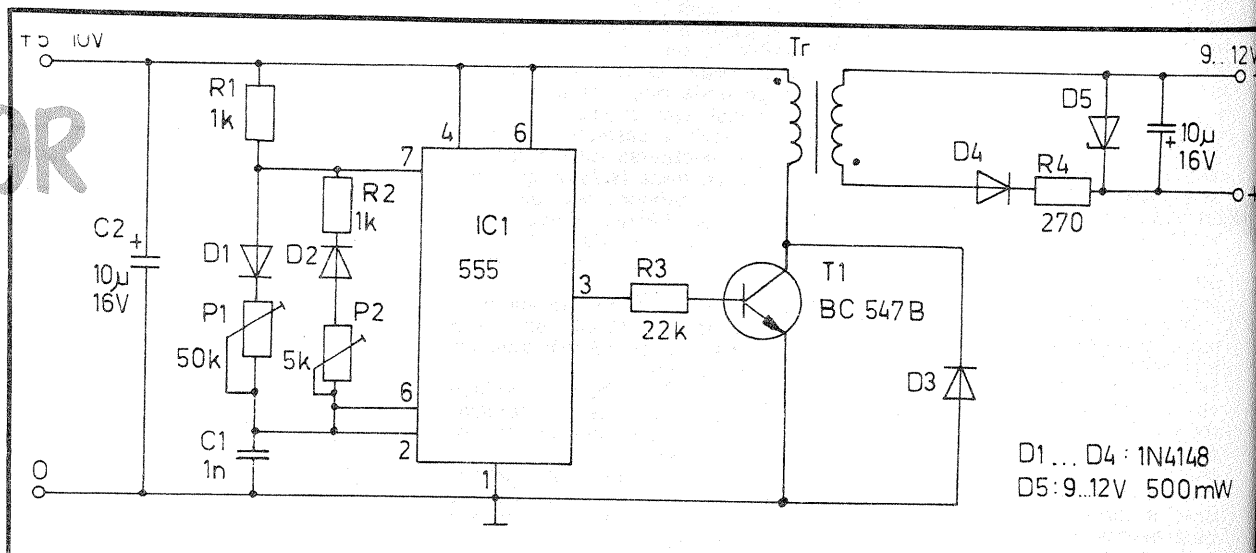 Tr
9..12V
R1
1k
4
6
7
D5
10µ
16V
+
D4
R4
270
OR
R2
1k
C2
+
10µ
16V
D1
D2
IC1
555
3
R3
22k
T1
BC 547B
P1
50k
P2
5k
6
2
D3
C1
1n
0
1
D1... D4: 1N4148
D5: 9...12V 500mW